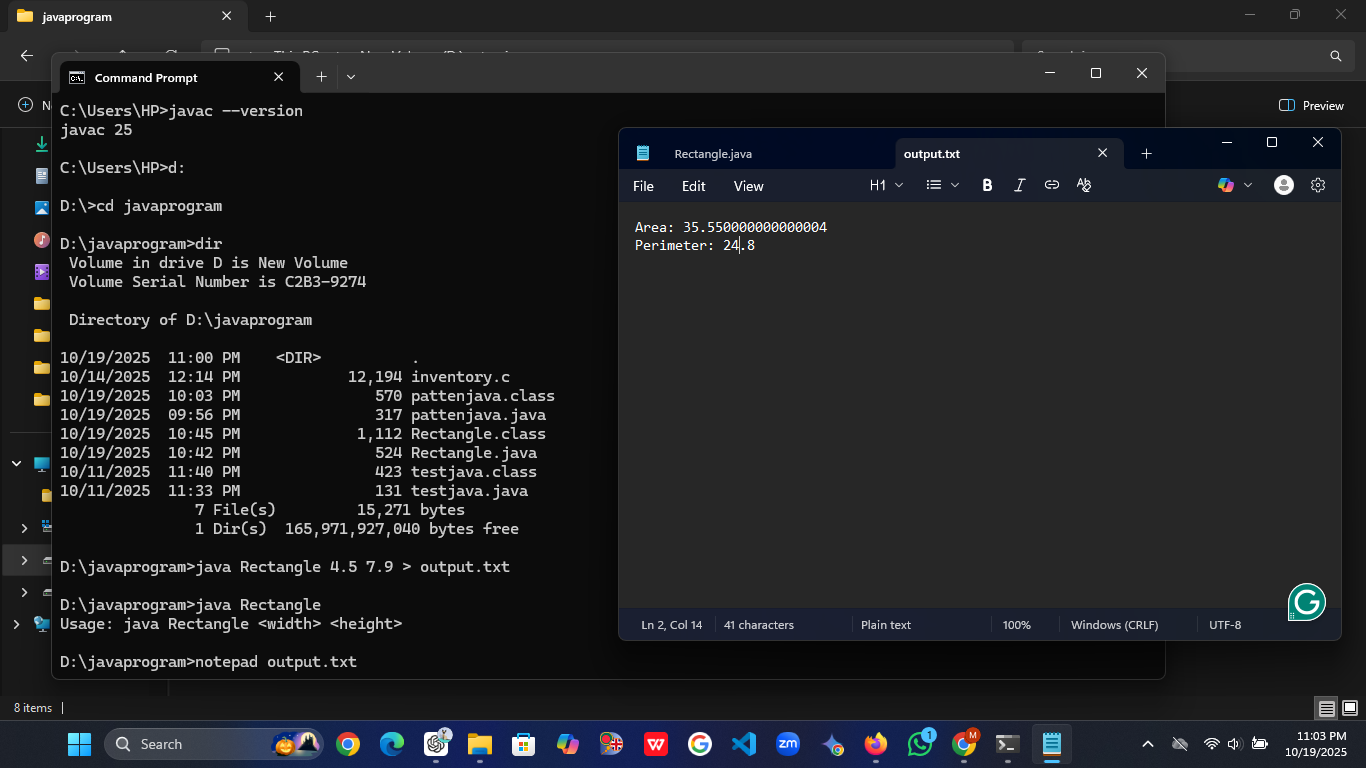 javaprogram
Command Prompt
C:\Users\HP>javac --version
javac 25
C:\Users\HP>d:
D:\>cd javaprogram
D:\javaprogram>dir
Volume in drive D is New Volume
Volume Serial Number is C2B3-9274
Directory of D:\javaprogram
10/19/2025 11:00 PM <DIR> .
10/14/2025 12:14 PM 12,194 inventory.c
10/19/2025 10:03 PM 570 pattenjava.class
10/19/2025 09:56 PM 317 pattenjava.java
10/19/2025 10:45 PM 1,112 Rectangle.class
10/19/2025 10:42 PM 524 Rectangle.java
10/11/2025 11:40 PM 423 testjava.class
10/11/2025 11:33 PM 131 testjava.java
7 File(s) 15,271 bytes
1 Dir(s) 165,971,927,040 bytes free
D:\javaprogram>java Rectangle 4.5 7.9 > output.txt
D:\javaprogram>java Rectangle
Usage: java Rectangle <width> <height>
D:\javaprogram>notepad output.txt
Preview
Rectangle.java
output.txt
File Edit View H1 B I
Area: 35.550000000000004
Perimeter: 24.8
Ln 2, Col 14 41 characters Plain text 100% Windows (CRLF) UTF-8
8 items
Search
zm
1
M
11:03 PM
10/19/2025